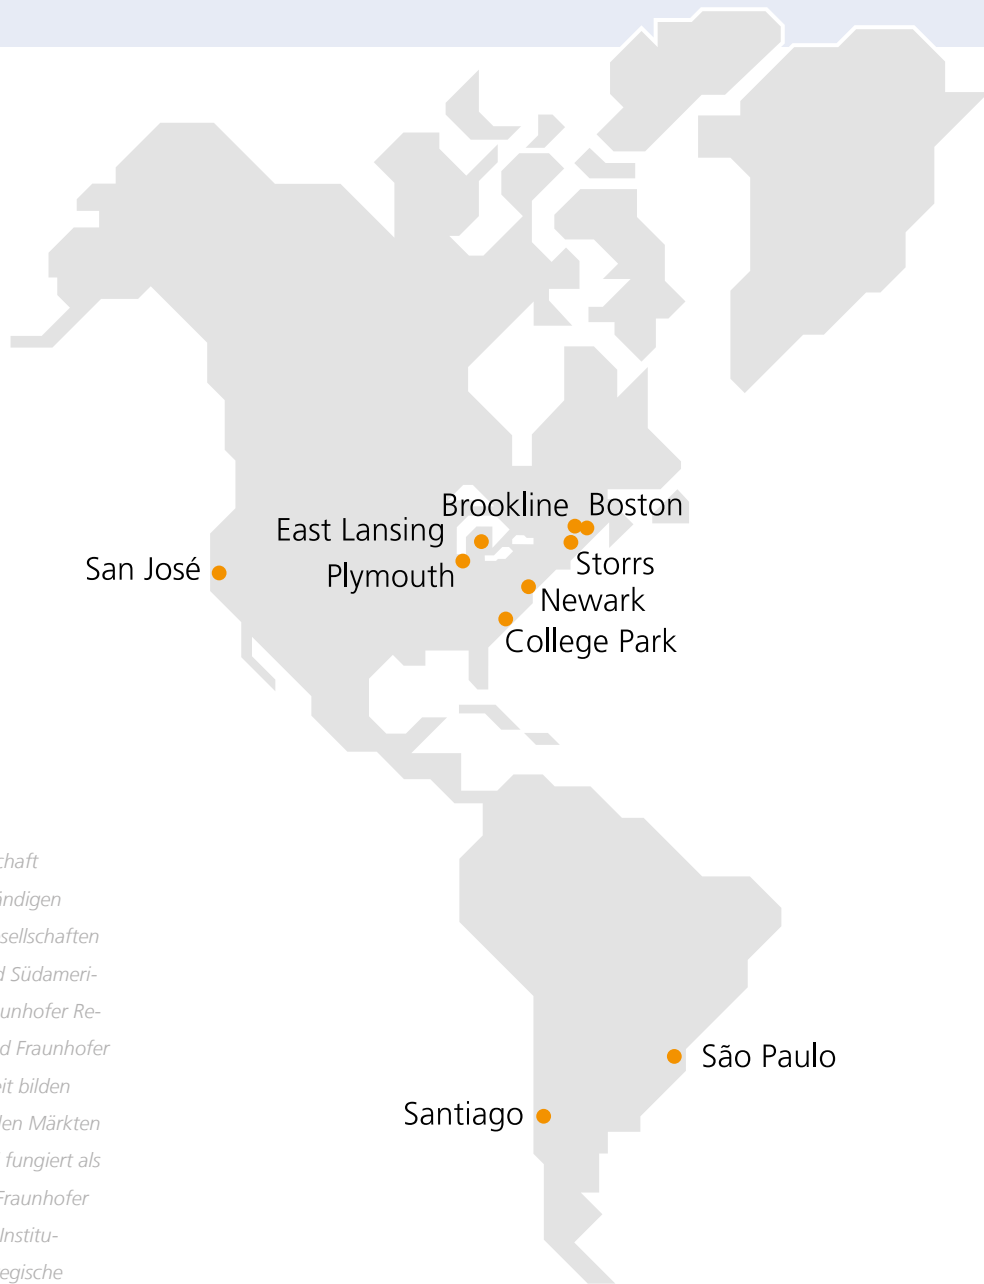 Brookline
Boston
East Lansing
San José
Plymouth
Storrs
Newark
College Park
chaft
ändigen
sellschaften
d Südameri-
unhofer Re-
d Fraunhofer
eit bilden
len Märkten
fungiert als
Fraunhofer
Institu-
egische
São Paulo
Santiago